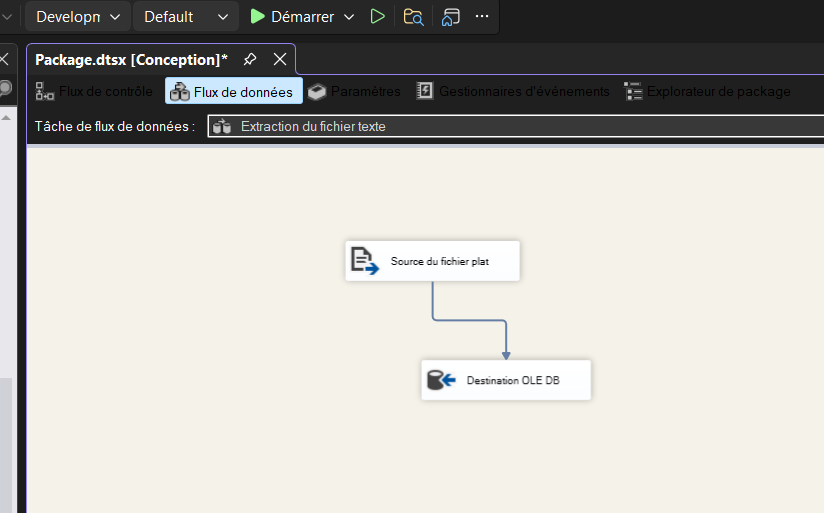 Developn Default Démarrer
Package.dtsx [Conception]*
Flux de contrôle Flux de données Paramètres Gestionnaires d'événements Explorateur de package
Tâche de flux de données : Extraction du fichier texte
Source du fichier plat
Destination OLE DB